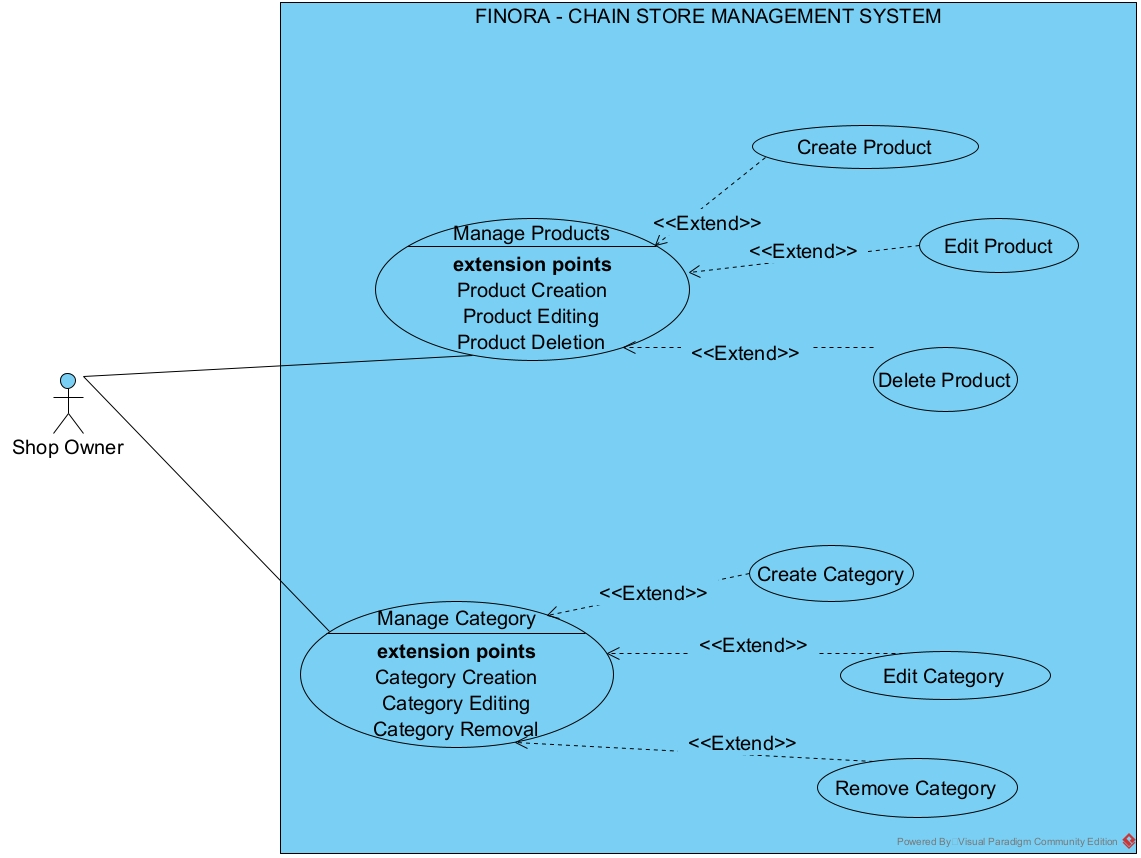 FINORA - CHAIN STORE MANAGEMENT SYSTEM
Create Product
<<Extend>>
Manage Products
<<Extend>>
Edit Product
extension points
Product Creation
Product Editing
Product Deletion
<<Extend>>
Delete Product
Shop Owner
Create Category
<<Extend>>
Manage Category
<<Extend>>
extension points
Category Creation
Edit Category
Category Editing
Category Removal
<<Extend>>
Remove Category
Powered By Visual Paradigm Community Edition